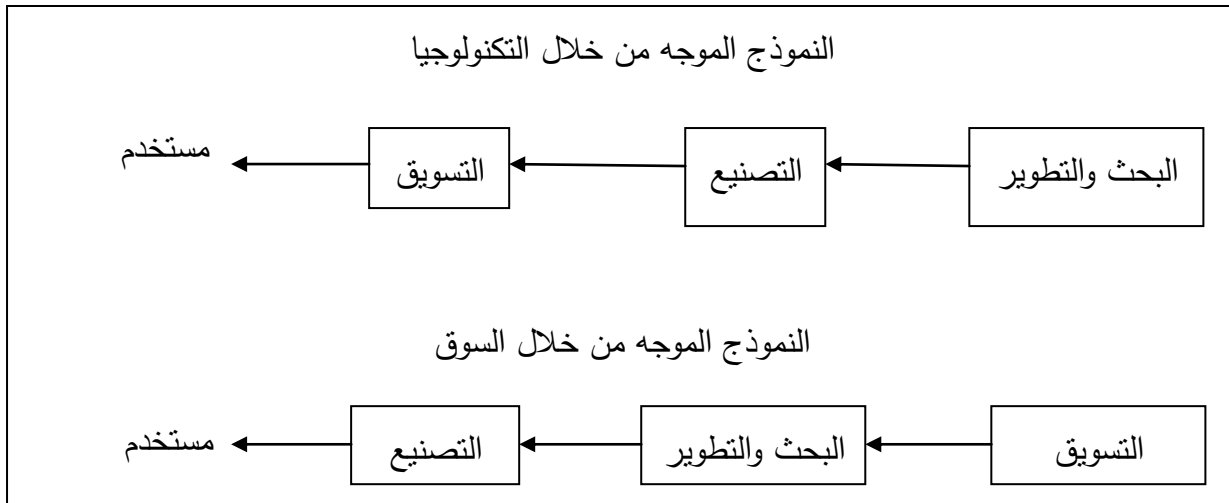 النموذج الموجه من خلال التكنولوجيا
البحث والتطوير
التصنيع
التسويق
مستخدم
النموذج الموجه من خلال السوق
التسويق
البحث والتطوير
التصنيع
مستخدم